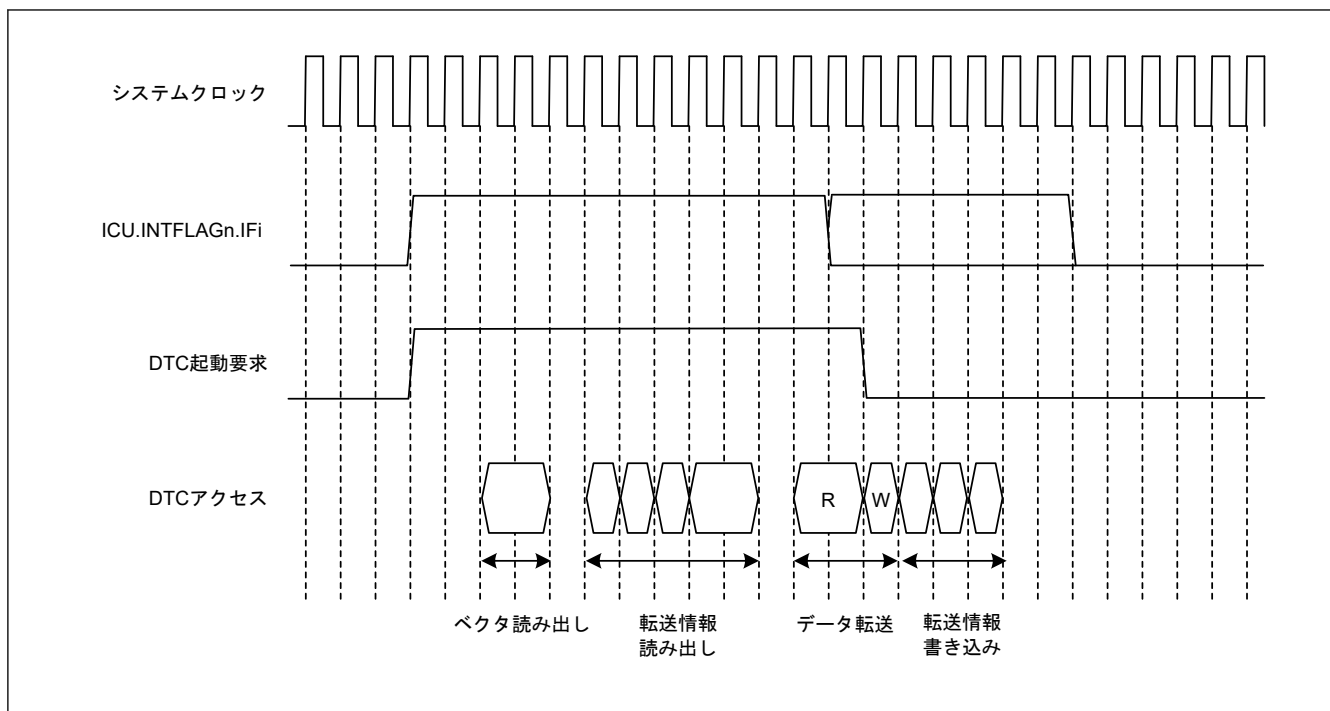 システムクロック
ICU.INTFLAGn.IFi
DTC起動要求
DTCアクセス
R
W
ベクタ読み出し
転送情報
読み出し
データ転送
転送情報
書き込み